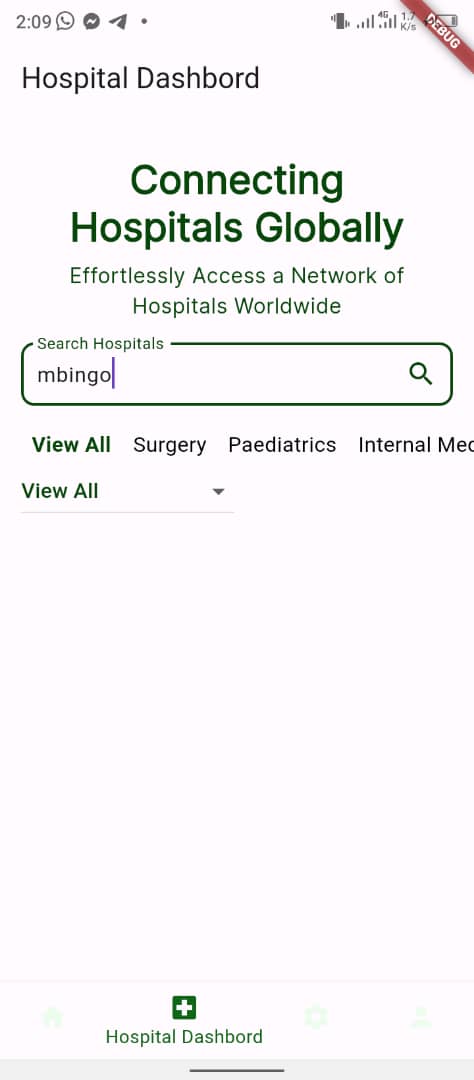 2:09
4G 1.7 K/s
DEBUG
Hospital Dashbord
Connecting
Hospitals Globally
Effortlessly Access a Network of
Hospitals Worldwide
Search Hospitals
mbingo
View All Surgery Paediatrics Internal Med
View All
Hospital Dashbord